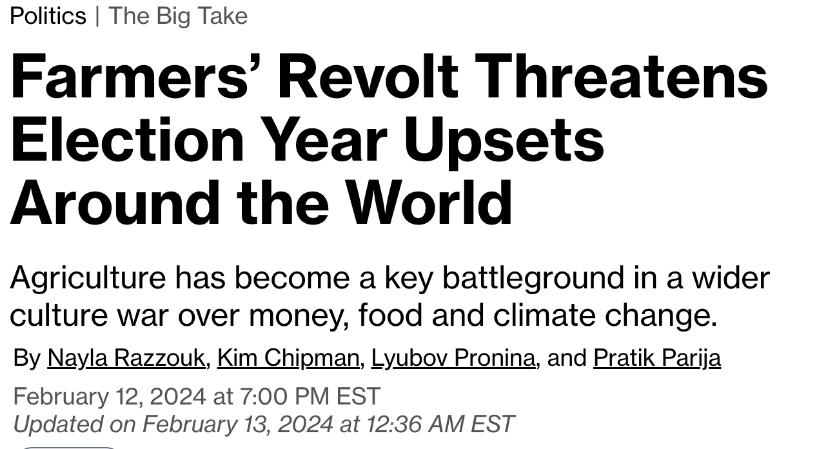 Politics | The Big Take
Farmers’ Revolt Threatens
Election Year Upsets
Around the World
Agriculture has become a key battleground in a wider
culture war over money, food and climate change.
By Nayla Razzouk, Kim Chipman, Lyubov Pronina, and Pratik Parija
February 12, 2024 at 7:00 PM EST
Updated on February 13, 2024 at 12:36 AM EST